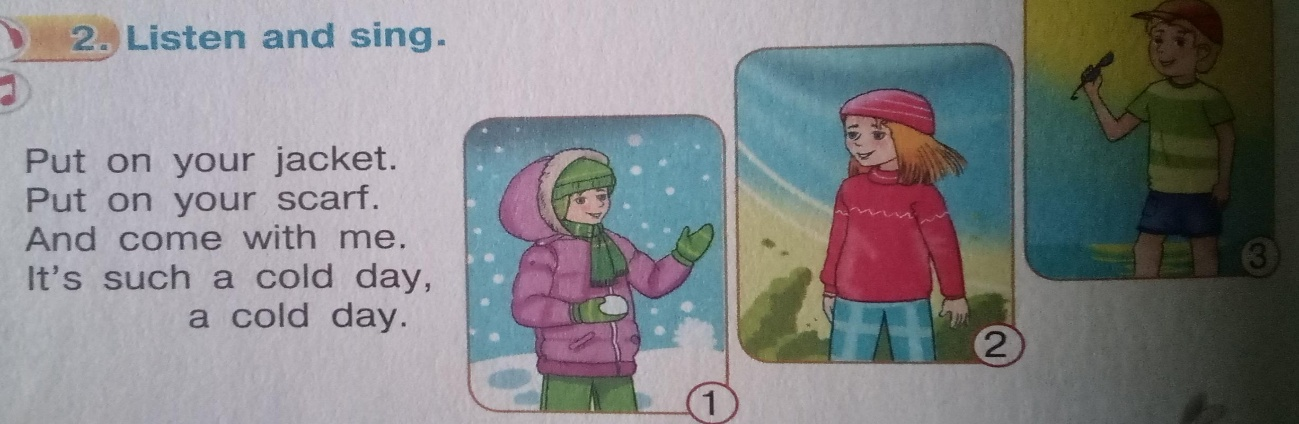 2. Listen and sing.
Put on your jacket.
Put on your scarf.
And come with me.
It's such a cold day,
a cold day.
1
2
3